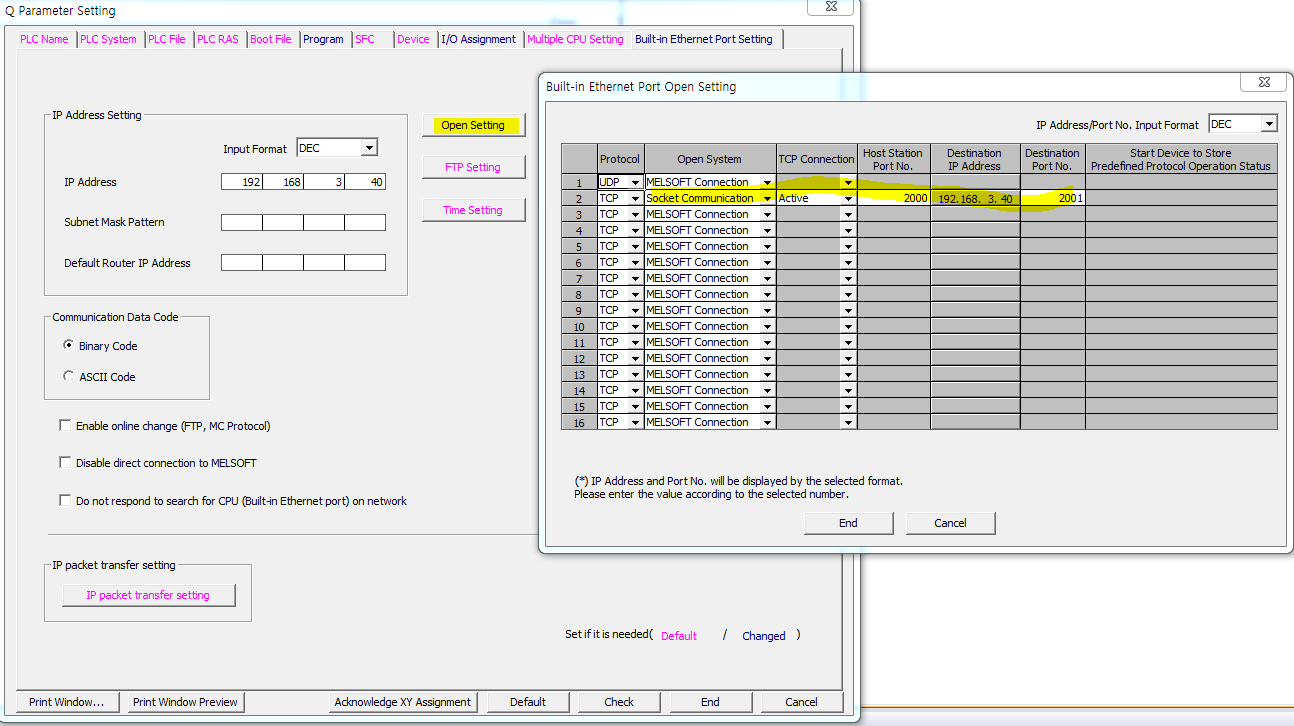 Q Parameter Setting
PLC Name PLC System PLC File PLC RAS Boot File Program SFC Device I/O Assignment Multiple CPU Setting Built-in Ethernet Port Setting
IP Address Setting
Input Format DEC
IP Address 192 168 3 40
Subnet Mask Pattern
Default Router IP Address
Open Setting
FTP Setting
Time Setting
Communication Data Code
Binary Code
ASCII Code
Enable online change (FTP, MC Protocol)
Disable direct connection to MELSOFT
Do not respond to search for CPU (Built-in Ethernet port) on network
IP packet transfer setting
IP packet transfer setting
Set if it is needed( Default / Changed )
Print Window... Print Window Preview Acknowledge XY Assignment Default Check End Cancel
Built-in Ethernet Port Open Setting
IP Address/Port No. Input Format DEC
Protocol Open System TCP Connection Host Station Port No. Destination IP Address Destination Port No. Start Device to Store Predefined Protocol Operation Status
1 UDP MELSOFT Connection
2 TCP Socket Communication Active 2000 192.168. 3. 40 2001
3 TCP MELSOFT Connection
4 TCP MELSOFT Connection
5 TCP MELSOFT Connection
6 TCP MELSOFT Connection
7 TCP MELSOFT Connection
8 TCP MELSOFT Connection
9 TCP MELSOFT Connection
10 TCP MELSOFT Connection
11 TCP MELSOFT Connection
12 TCP MELSOFT Connection
13 TCP MELSOFT Connection
14 TCP MELSOFT Connection
15 TCP MELSOFT Connection
16 TCP MELSOFT Connection
(*) IP Address and Port No. will be displayed by the selected format.
Please enter the value according to the selected number.
End Cancel